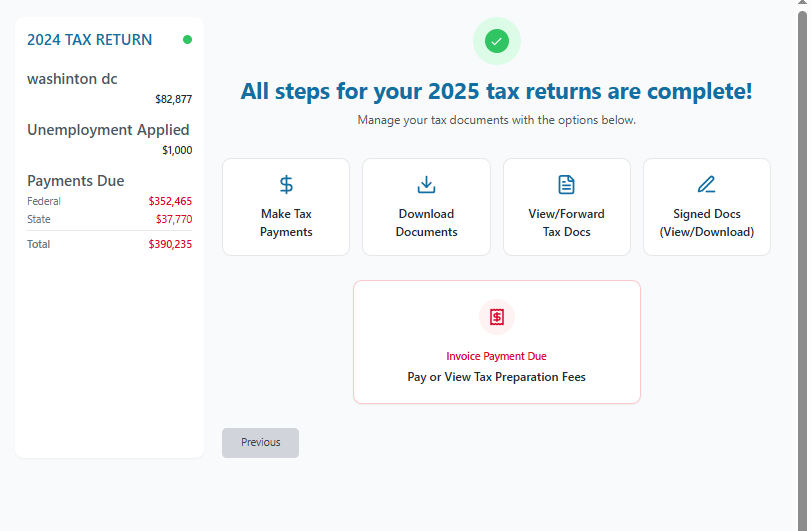 2024 TAX RETURN
washinton dc
$82,877
Unemployment Applied
$1,000
Payments Due
Federal $352,465
State $37,770
Total $390,235
All steps for your 2025 tax returns are complete!
Manage your tax documents with the options below.
Make Tax
Payments
Download
Documents
View/Forward
Tax Docs
Signed Docs
(View/Download)
Invoice Payment Due
Pay or View Tax Preparation Fees
Previous